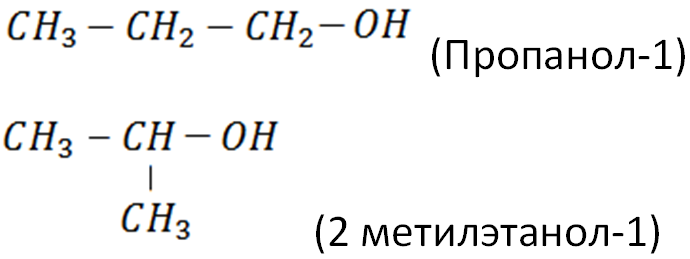 CH₃ − CH₂ − CH₂− OH (Пропанол-1)
CH₃ − CH − OH
|
CH₃ (2 метилэтанол-1)